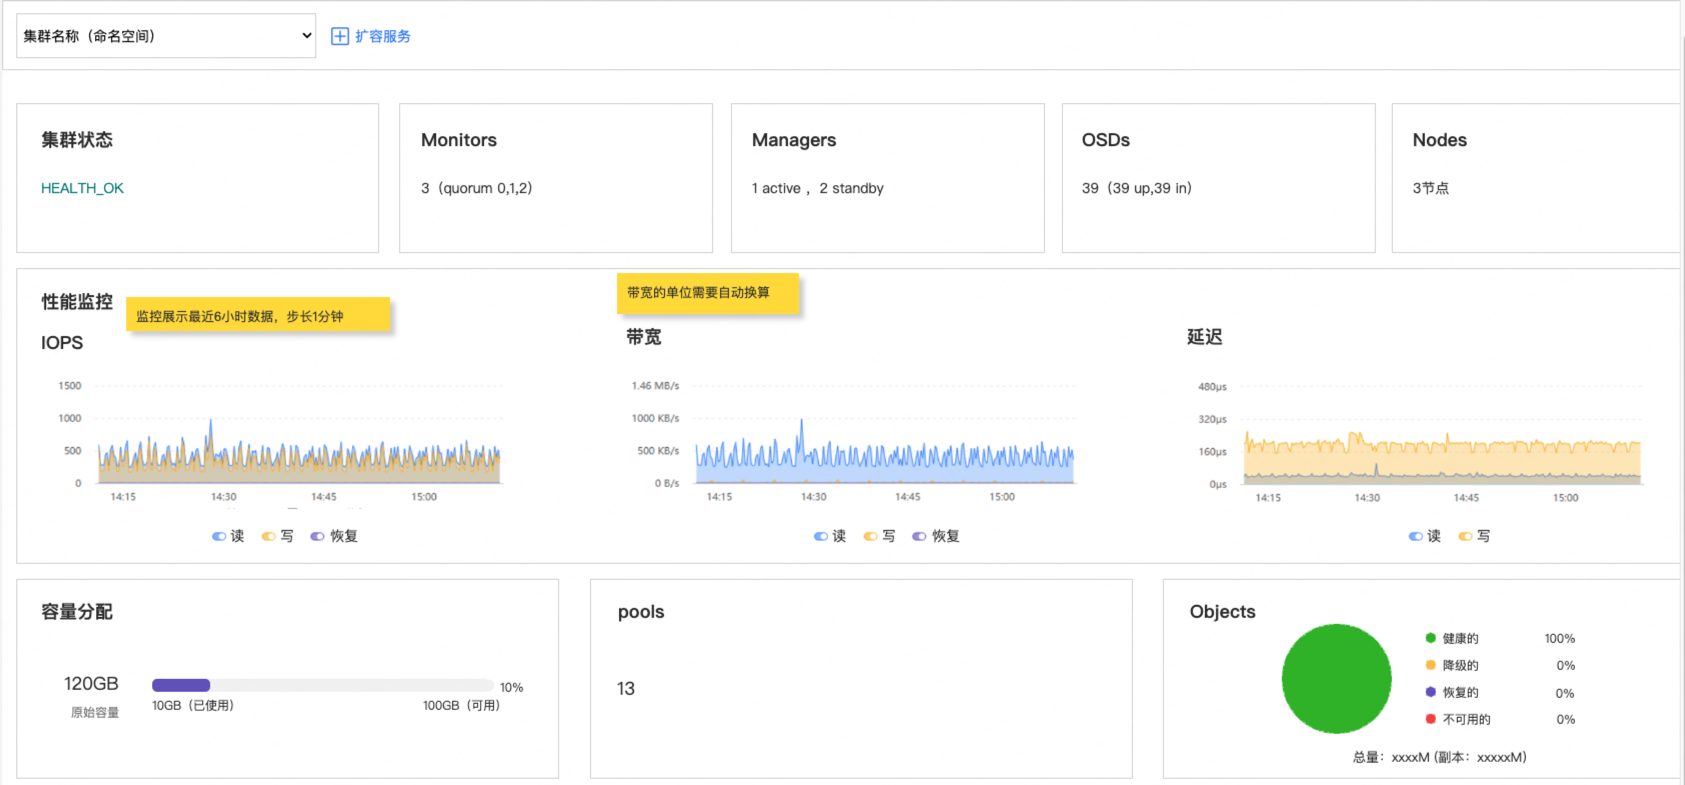 集群名称（命名空间）
扩容服务
集群状态
HEALTH_OK
Monitors
3（quorum 0,1,2）
Managers
1 active ，2 standby
OSDs
39（39 up,39 in）
Nodes
3节点
性能监控
监控展示最近6小时数据，步长1分钟
IOPS
1500
1000
500
0
14:15 14:30 14:45 15:00
读 写 恢复
带宽的单位需要自动换算
带宽
1.46 MB/s
1000 KB/s
500 KB/s
0 B/s
14:15 14:30 14:45 15:00
读 写 恢复
延迟
480µs
320µs
160µs
0µs
14:15 14:30 14:45 15:00
读 写
容量分配
120GB
原始容量
10%
10GB（已使用） 100GB（可用）
pools
13
Objects
健康的 100%
降级的 0%
恢复的 0%
不可用的 0%
总量：xxxxM (副本：xxxxxM)